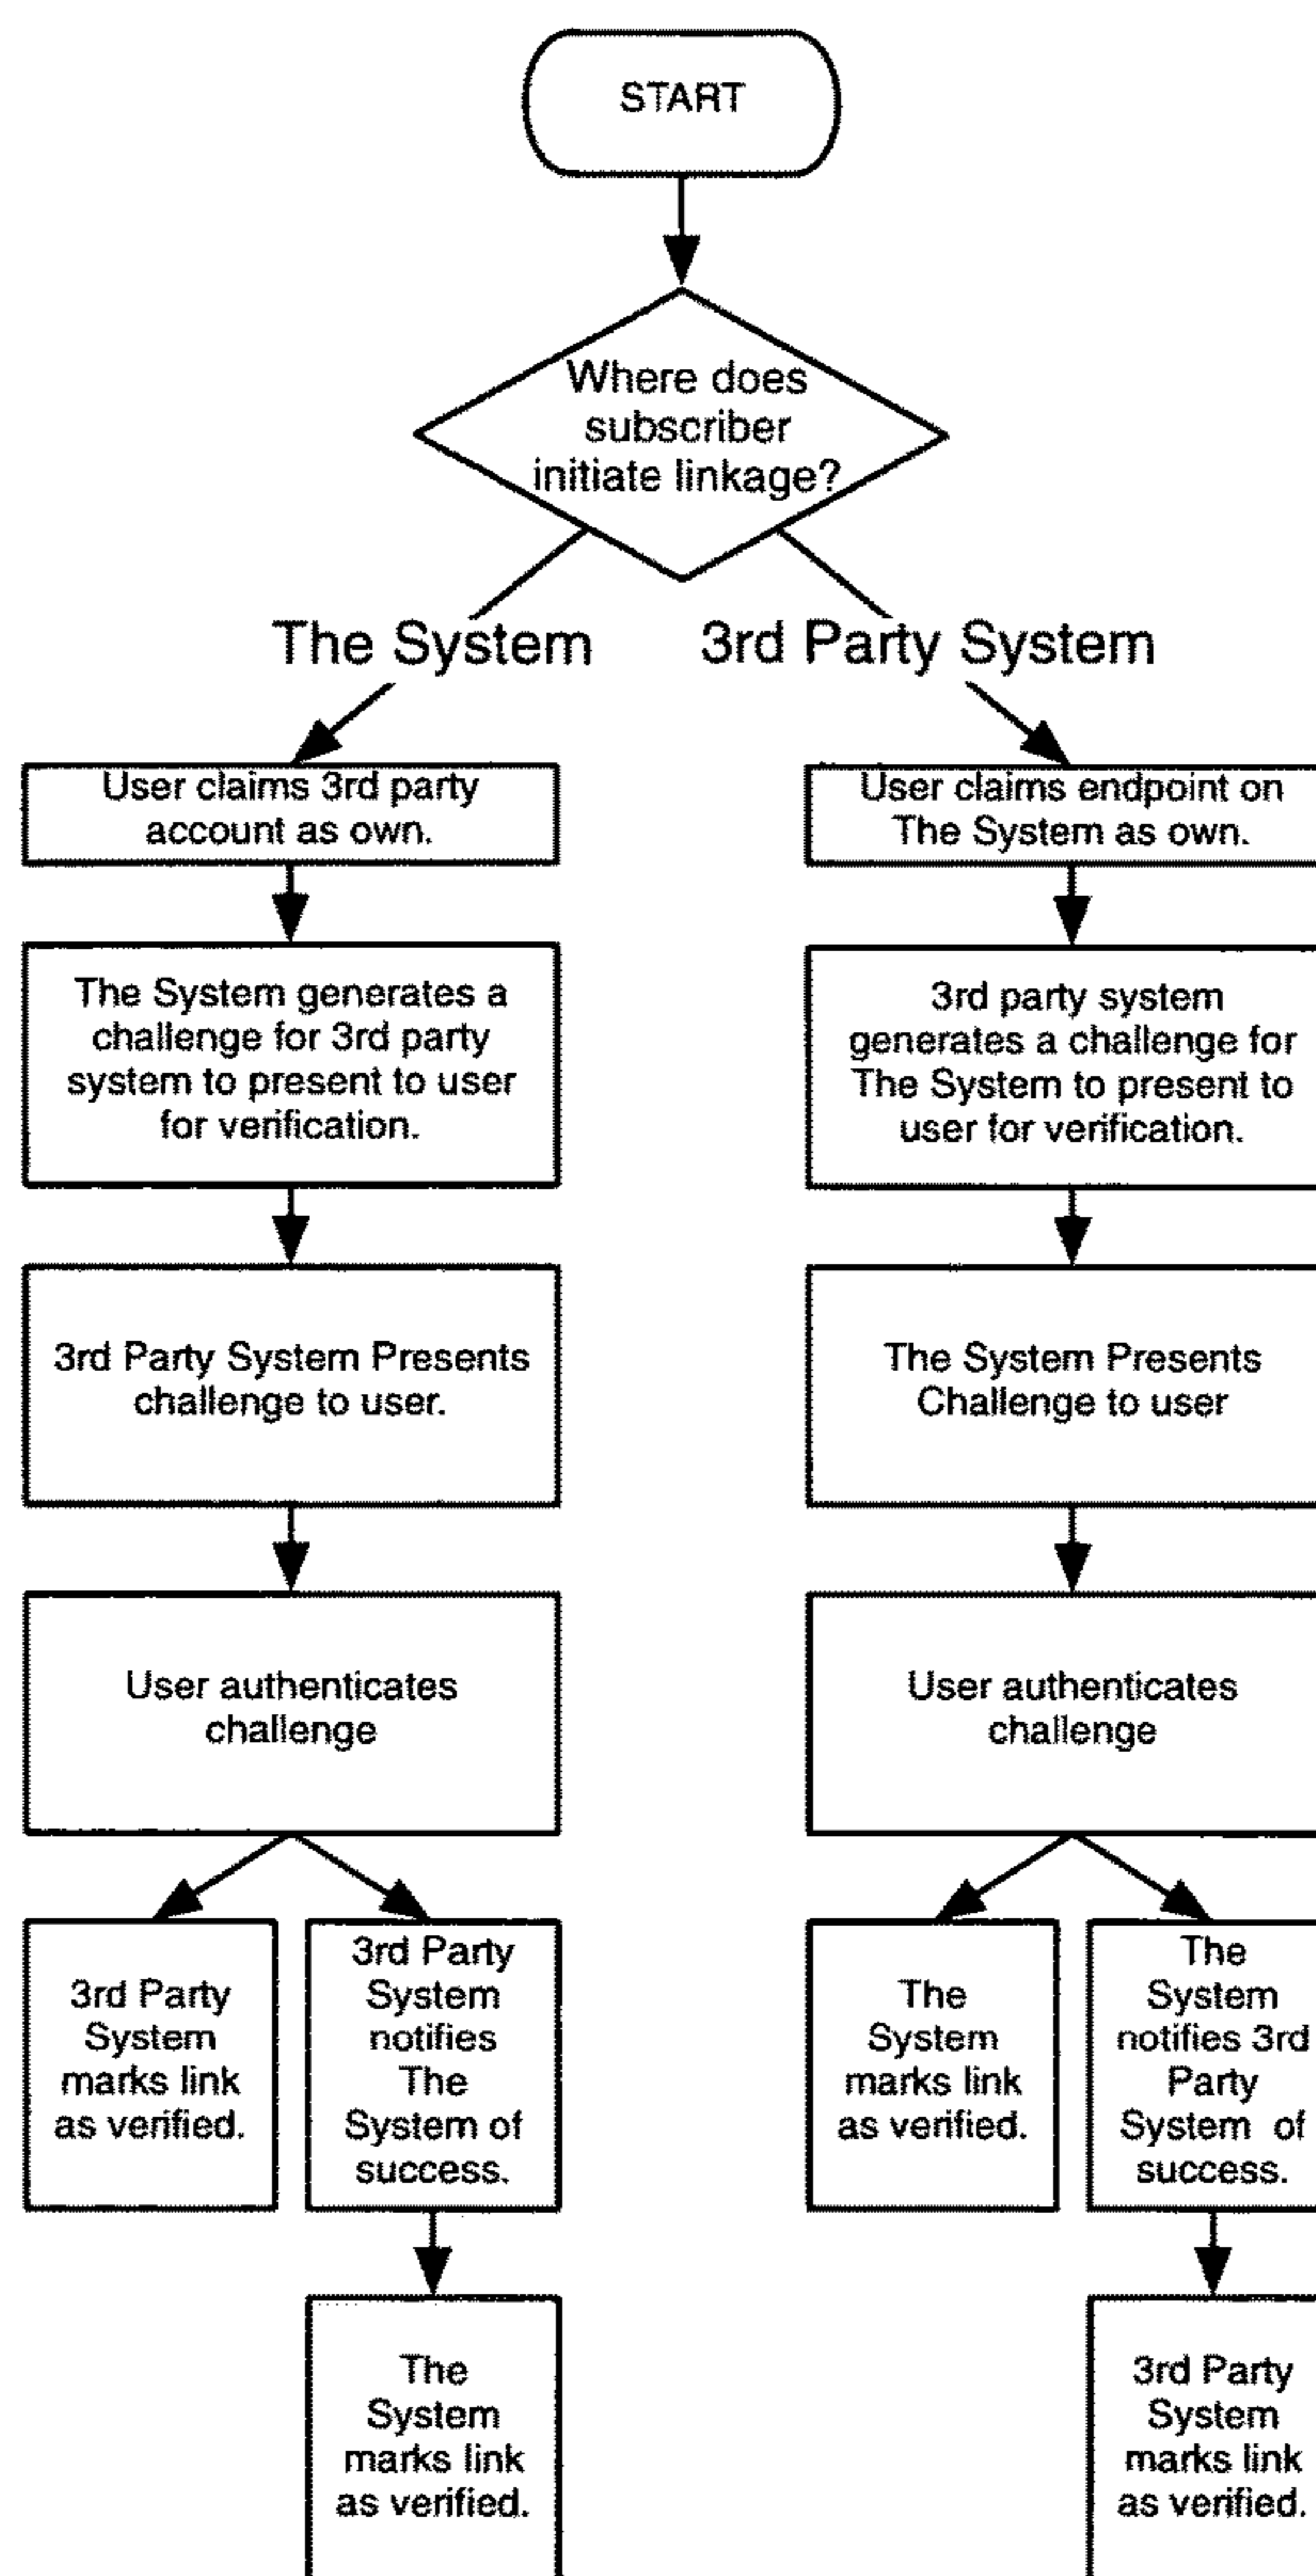 START
Where does
subscriber
initiate linkage?
The System
3rd Party System
User claims 3rd party
account as own.
The System generates a
challenge for 3rd party
system to present to user
for verification.
3rd Party System Presents
challenge to user.
User authenticates
challenge
3rd Party
System
marks link
as verified.
3rd Party
System
notifies
The
System of
success.
The
System
marks link
as verified.
User claims endpoint on
The System as own.
3rd party system
generates a challenge for
The System to present to
user for verification.
The System Presents
Challenge to user
User authenticates
challenge
The
System
marks link
as verified.
The
System
notifies 3rd
Party
System of
success.
3rd Party
System
marks link
as verified.